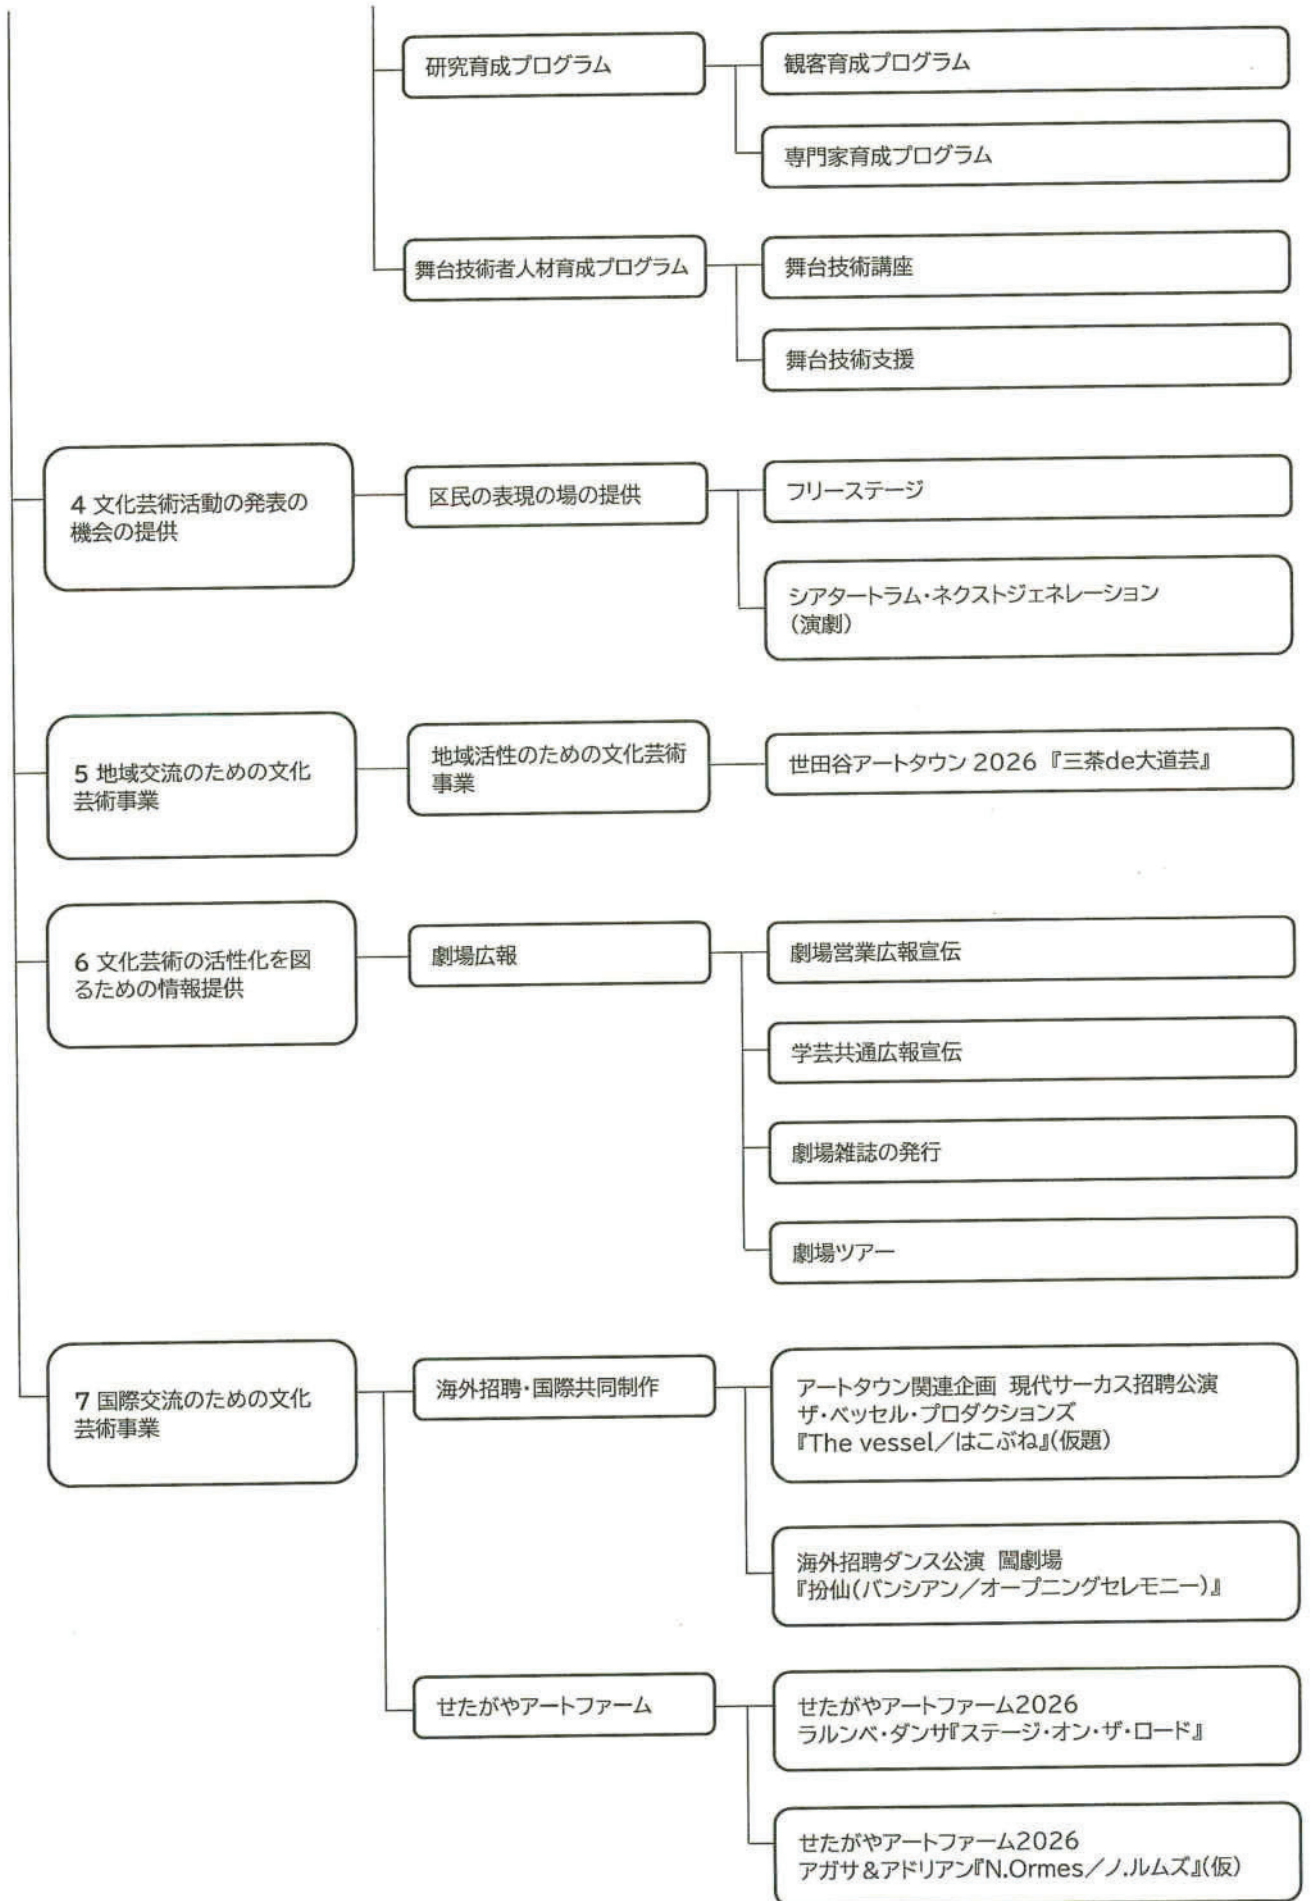 研究育成プログラム
観客育成プログラム
専門家育成プログラム
舞台技術者人材育成プログラム
舞台技術講座
舞台技術支援
4 文化芸術活動の発表の
機会の提供
区民の表現の場の提供
フリーステージ
シアタートラム・ネクストジェネレーション
（演劇）
5 地域交流のための文化
芸術事業
地域活性のための文化芸術
事業
世田谷アートタウン 2026『三茶de大道芸』
6 文化芸術の活性化を図
るための情報提供
劇場広報
劇場営業広報宣伝
学芸共通広報宣伝
劇場雑誌の発行
劇場ツアー
7 国際交流のための文化
芸術事業
海外招聘・国際共同制作
アートタウン関連企画 現代サーカス招聘公演
ザ・ベッセル・プロダクションズ
『The vessel／はこぶね』(仮題)
海外招聘ダンス公演 闖劇場
『扮仙(バンシアン／オープニングセレモニー)』
せたがやアートファーム
せたがやアートファーム2026
ラルンベ・ダンサ『ステージ・オン・ザ・ロード』
せたがやアートファーム2026
アガサ＆アドリアン『N.Ormes／ノ.ルムズ』(仮)